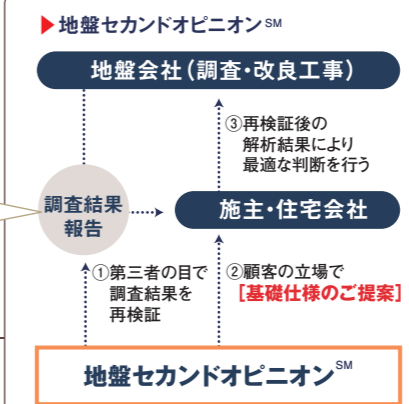 ▶地盤セカンドオピニオン℠
地盤会社(調査・改良工事)
③再検証後の
解析結果により
最適な判断を行う
調査結果
報告
施主・住宅会社
①第三者の目で
調査結果を
再検証
②顧客の立場で
[基礎仕様のご提案]
地盤セカンドオピニオン℠